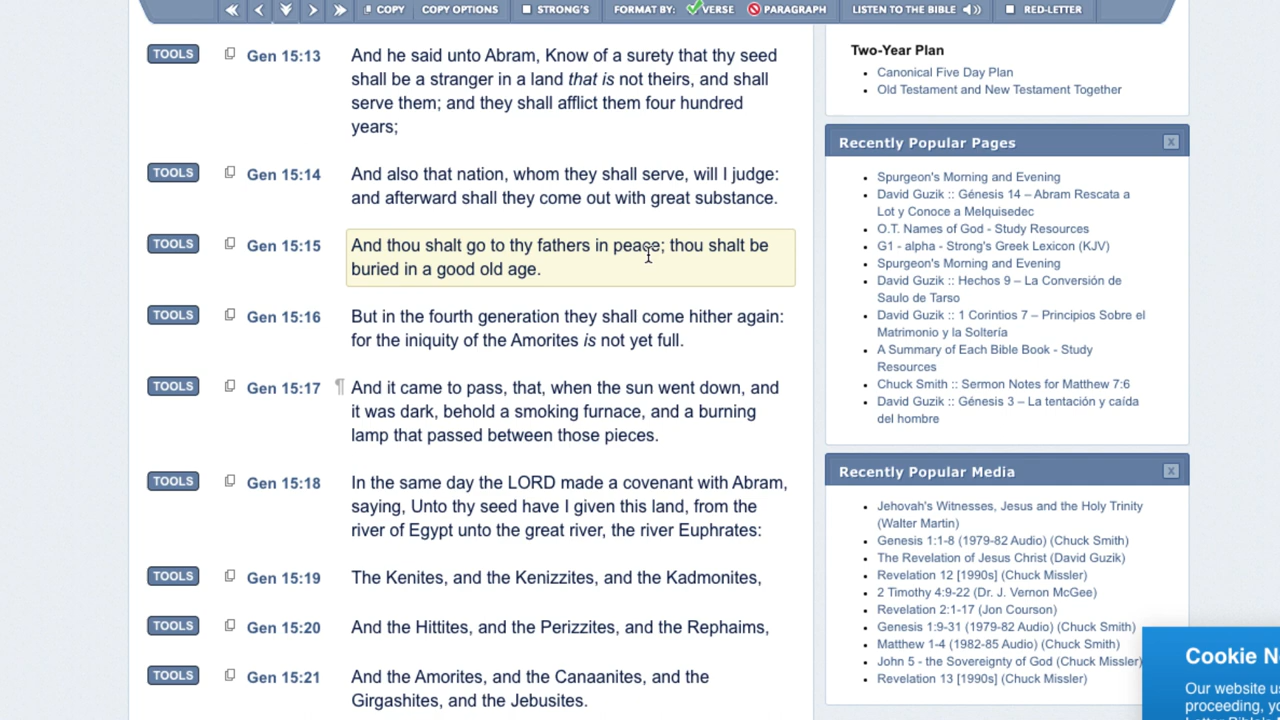 COPY COPY OPTIONS STRONG'S FORMAT BY: VERSE PARAGRAPH LISTEN TO THE BIBLE RED-LETTER
TOOLS Gen 15:13 And he said unto Abram, Know of a surety that thy seed
shall be a stranger in a land that is not theirs, and shall
serve them; and they shall afflict them four hundred
years;
TOOLS Gen 15:14 And also that nation, whom they shall serve, will I judge:
and afterward shall they come out with great substance.
TOOLS Gen 15:15 And thou shalt go to thy fathers in peace; thou shalt be
buried in a good old age.
TOOLS Gen 15:16 But in the fourth generation they shall come hither again:
for the iniquity of the Amorites is not yet full.
TOOLS Gen 15:17 ¶ And it came to pass, that, when the sun went down, and
it was dark, behold a smoking furnace, and a burning
lamp that passed between those pieces.
TOOLS Gen 15:18 In the same day the LORD made a covenant with Abram,
saying, Unto thy seed have I given this land, from the
river of Egypt unto the great river, the river Euphrates:
TOOLS Gen 15:19 The Kenites, and the Kenizzites, and the Kadmonites,
TOOLS Gen 15:20 And the Hittites, and the Perizzites, and the Rephaims,
TOOLS Gen 15:21 And the Amorites, and the Canaanites, and the
Girgashites, and the Jebusites.
Two-Year Plan
Canonical Five Day Plan
Old Testament and New Testament Together
Recently Popular Pages x
Spurgeon's Morning and Evening
David Guzik :: Génesis 14 – Abram Rescata a
Lot y Conoce a Melquisedec
O.T. Names of God - Study Resources
G1 - alpha - Strong's Greek Lexicon (KJV)
Spurgeon's Morning and Evening
David Guzik :: Hechos 9 – La Conversión de
Saulo de Tarso
David Guzik :: 1 Corintios 7 – Principios Sobre el
Matrimonio y la Soltería
A Summary of Each Bible Book - Study
Resources
Chuck Smith :: Sermon Notes for Matthew 7:6
David Guzik :: Génesis 3 – La tentación y caída
del hombre
Recently Popular Media x
Jehovah's Witnesses, Jesus and the Holy Trinity
(Walter Martin)
Genesis 1:1-8 (1979-82 Audio) (Chuck Smith)
The Revelation of Jesus Christ (David Guzik)
Revelation 12 [1990s] (Chuck Missler)
2 Timothy 4:9-22 (Dr. J. Vernon McGee)
Revelation 2:1-17 (Jon Courson)
Genesis 1:9-31 (1979-82 Audio) (Chuck Smith)
Matthew 1-4 (1982-85 Audio) (Chuck Smith)
John 5 - the Sovereignty of God (Chuck Missler)
Revelation 13 [1990s] (Chuck Missler)
Cookie N
Our website u
proceeding, yo